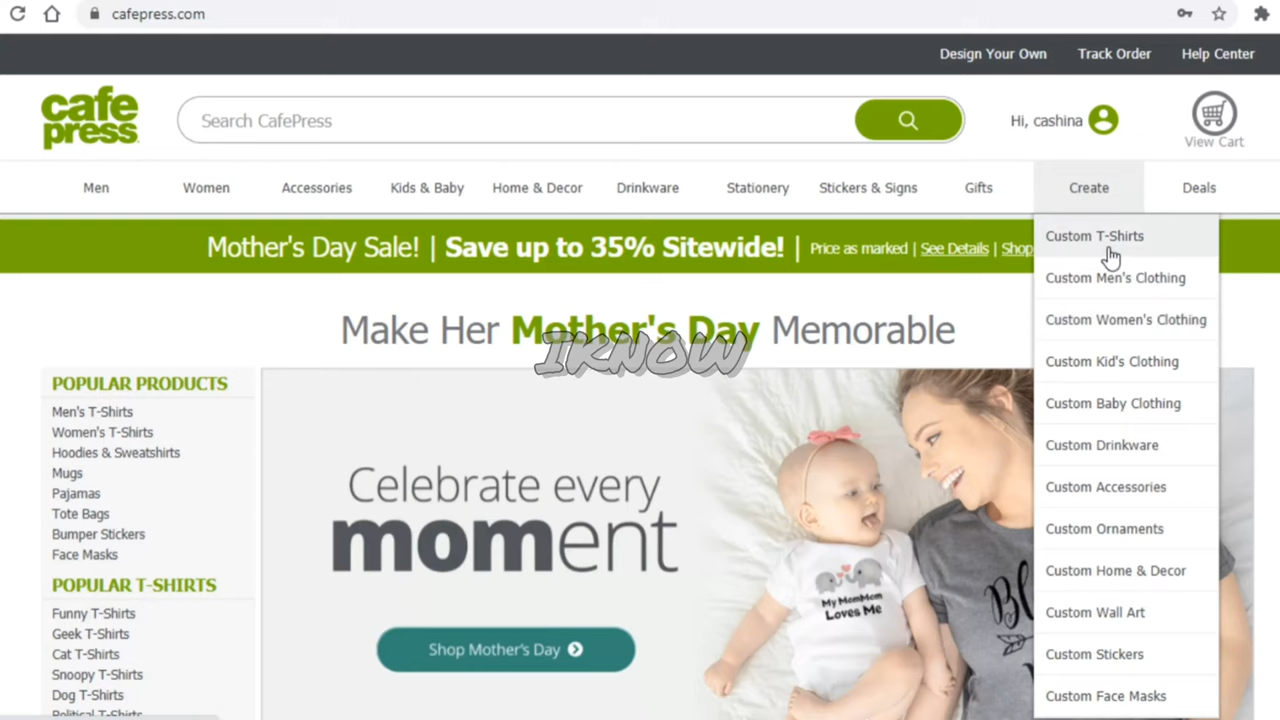 cafepress.com
Design Your Own Track Order Help Center
cafe
press
Search CafePress
Hi, cashina
View Cart
Men Women Accessories Kids & Baby Home & Decor Drinkware Stationery Stickers & Signs Gifts Create Deals
Mother's Day Sale! | Save up to 35% Sitewide! | Price as marked | See Details | Shop
Custom T-Shirts
Custom Men's Clothing
Custom Women's Clothing
Custom Kid's Clothing
Custom Baby Clothing
Custom Drinkware
Custom Accessories
Custom Ornaments
Custom Home & Decor
Custom Wall Art
Custom Stickers
Custom Face Masks
Make Her Mother's Day Memorable
IKNOW
POPULAR PRODUCTS
Men's T-Shirts
Women's T-Shirts
Hoodies & Sweatshirts
Mugs
Pajamas
Tote Bags
Bumper Stickers
Face Masks
POPULAR T-SHIRTS
Funny T-Shirts
Geek T-Shirts
Cat T-Shirts
Snoopy T-Shirts
Dog T-Shirts
Political T-Shirts
Celebrate every
moment
Shop Mother's Day
My MomMom
Loves Me